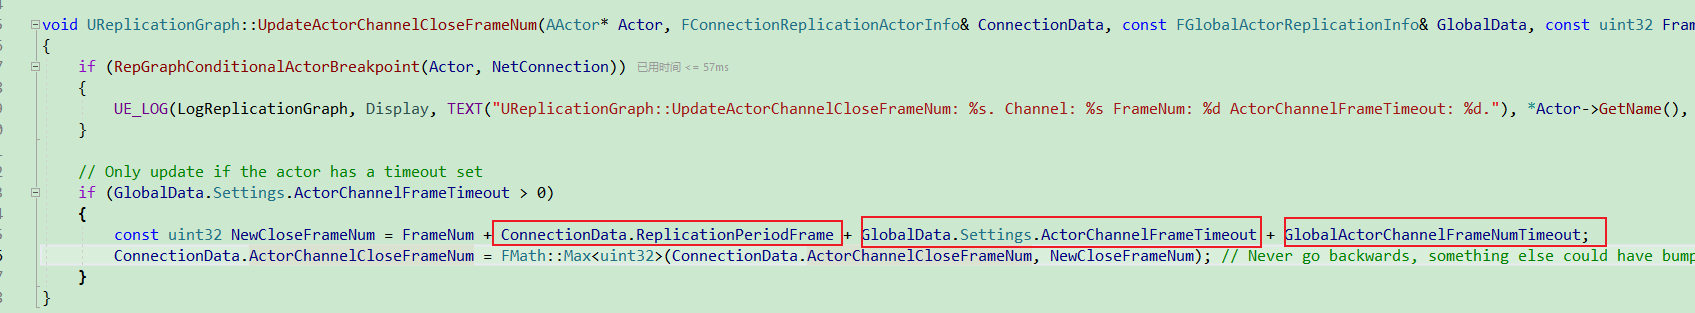 void UReplicationGraph::UpdateActorChannelCloseFrameNum(AActor* Actor, FConnectionReplicationActorInfo& ConnectionData, const FGlobalActorReplicationInfo& GlobalData, const uint32 Fram
{
if (RepGraphConditionalActorBreakpoint(Actor, NetConnection)) 已用时间 <= 57ms
{
UE_LOG(LogReplicationGraph, Display, TEXT("UReplicationGraph::UpdateActorChannelCloseFrameNum: %s. Channel: %s FrameNum: %d ActorChannelFrameTimeout: %d."), *Actor->GetName(),
}
// Only update if the actor has a timeout set
if (GlobalData.Settings.ActorChannelFrameTimeout > 0)
{
const uint32 NewCloseFrameNum = FrameNum + ConnectionData.ReplicationPeriodFrame + GlobalData.Settings.ActorChannelFrameTimeout + GlobalActorChannelFrameNumTimeout;
ConnectionData.ActorChannelCloseFrameNum = FMath::Max<uint32>(ConnectionData.ActorChannelCloseFrameNum, NewCloseFrameNum); // Never go backwards, something else could have bump
}
}